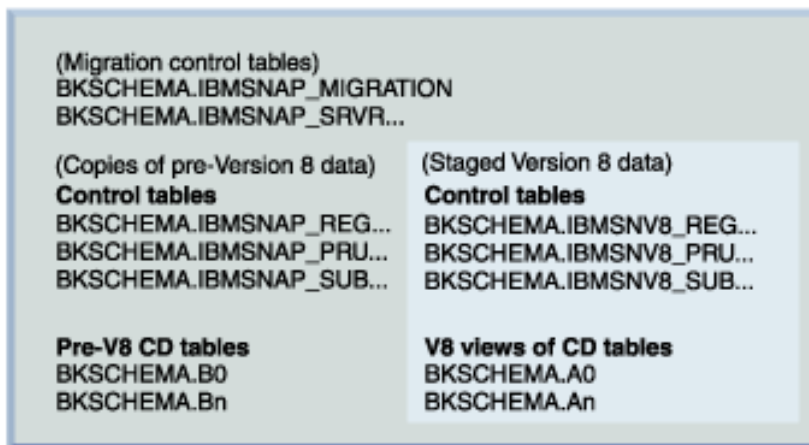 (Migration control tables)
BKSCHEMA.IBMSNAP_MIGRATION
BKSCHEMA.IBMSNAP_SRVR...
(Copies of pre-Version 8 data)
Control tables
BKSCHEMA.IBMSNAP_REG...
BKSCHEMA.IBMSNAP_PRU...
BKSCHEMA.IBMSNAP_SUB...
Pre-V8 CD tables
BKSCHEMA.B0
BKSCHEMA.Bn
(Staged Version 8 data)
Control tables
BKSCHEMA.IBMSNV8_REG...
BKSCHEMA.IBMSNV8_PRU...
BKSCHEMA.IBMSNV8_SUB...
V8 views of CD tables
BKSCHEMA.A0
BKSCHEMA.An